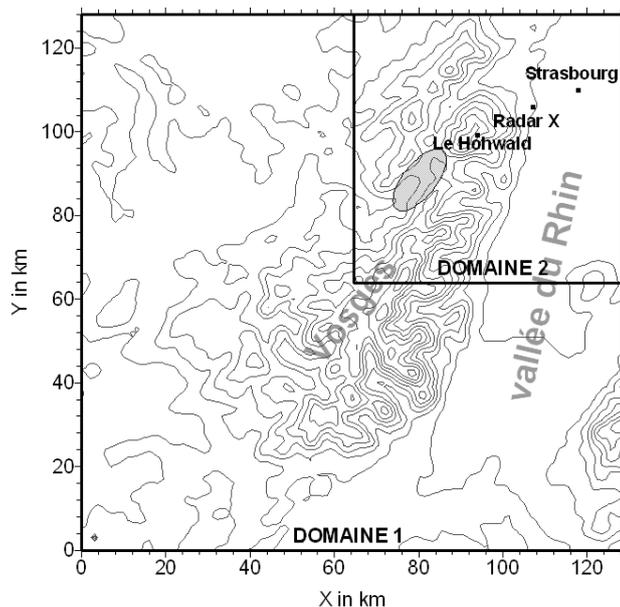 120
100
80
60
40
20
0
Y in km
Strasbourg
Radar X
Le Hohwald
DOMAINE 2
Vosges
vallée du Rhin
DOMAINE 1
0 20 40 60 80 100 120
X in km